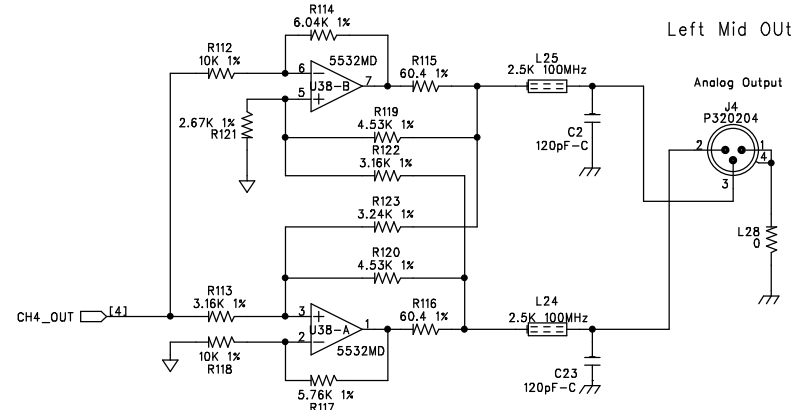 Left Mid OUt
R114
6.04K 1%
R112
10K 1%
6
5532MD
7
U38-B
5
R115
60.4 1%
L25
2.5K 100MHz
Analog Output
J4
P320204
2.67K 1%
R121
R119
4.53K 1%
R122
3.16K 1%
C2
120pF-C
2
1
4
3
R123
3.24K 1%
R120
4.53K 1%
L28
0
CH4_OUT
[4]
R113
3.16K 1%
3
1
U38-A
2
5532MD
R116
60.4 1%
L24
2.5K 100MHz
10K 1%
R118
5.76K 1%
R117
C23
120pF-C